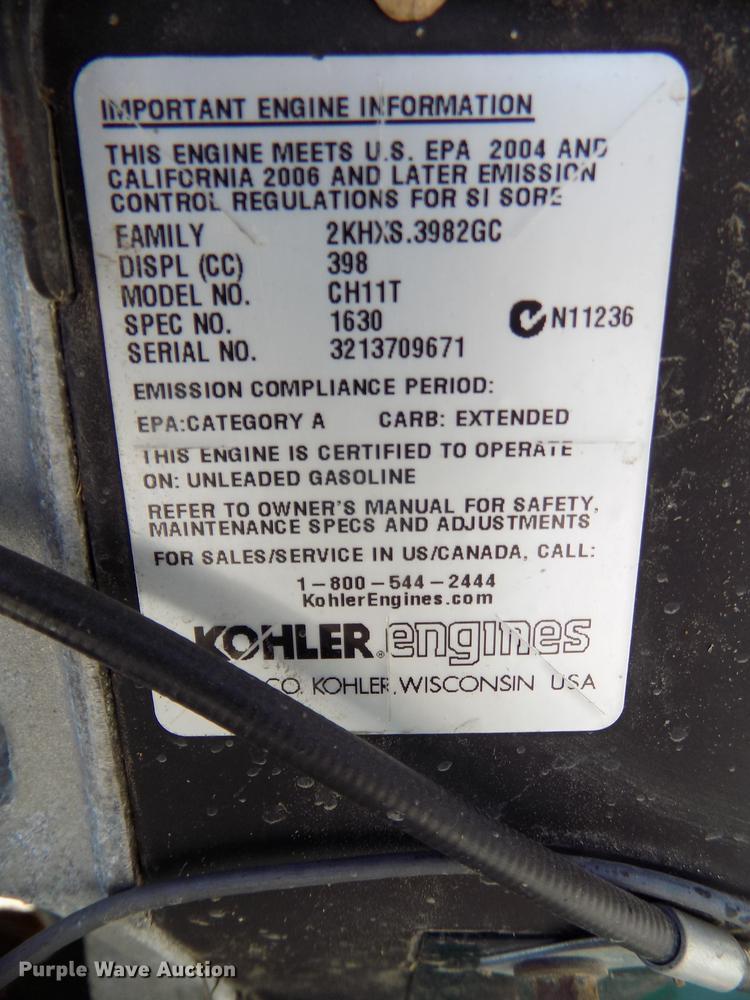 IMPORTANT ENGINE INFORMATION
THIS ENGINE MEETS U.S. EPA 2004 AND
CALIFORNIA 2006 AND LATER EMISSION
CONTROL REGULATIONS FOR SI SORE
FAMILY 2KHXS.3982GC
DISPL (CC) 398
MODEL NO. CH11T
SPEC NO. 1630 N11236
SERIAL NO. 3213709671
EMISSION COMPLIANCE PERIOD:
EPA:CATEGORY A CARB: EXTENDED
THIS ENGINE IS CERTIFIED TO OPERATE
ON: UNLEADED GASOLINE
REFER TO OWNER'S MANUAL FOR SAFETY,
MAINTENANCE SPECS AND ADJUSTMENTS
FOR SALES/SERVICE IN US/CANADA, CALL:
1-800-544-2444
KohlerEngines.com
KOHLER® engines
CO. KOHLER, WISCONSIN USA
Purple Wave Auction